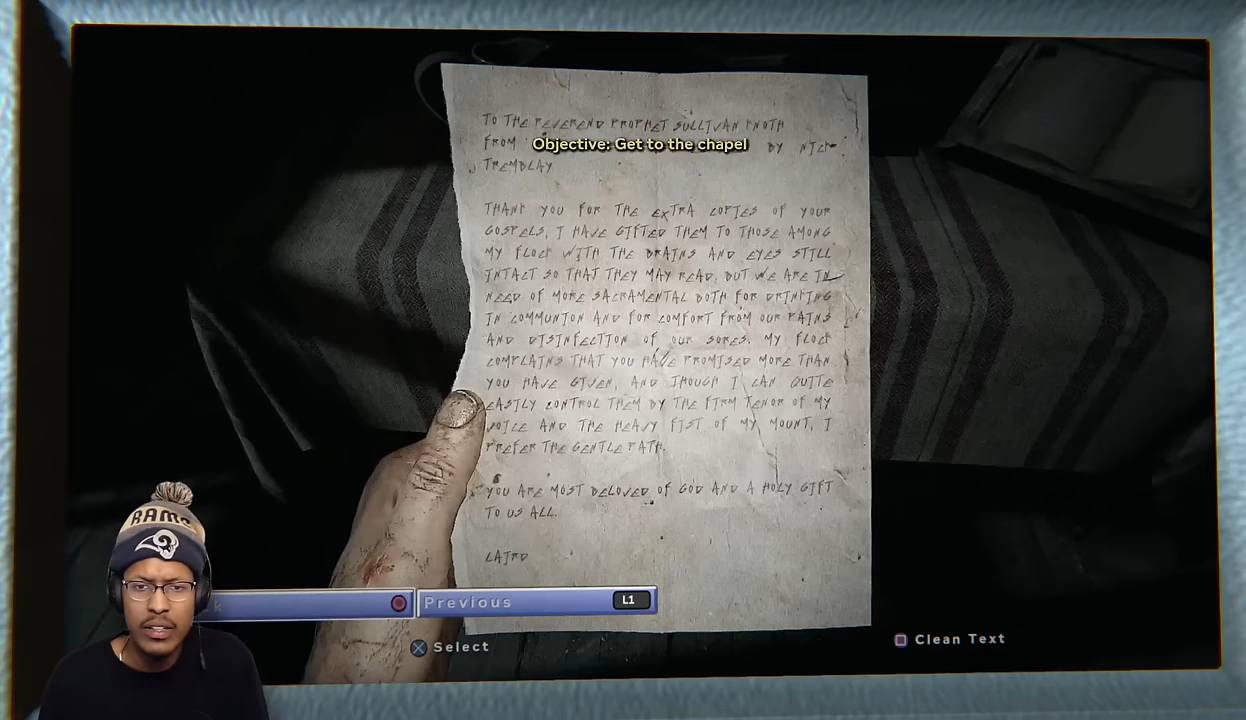 TO THE REVEREND PROPHET SULLIVAN KNOTH
FROM BY NICK
Objective: Get to the chapel
TREMBLAY
THANK YOU FOR THE EXTRA COPIES OF YOUR
GOSPELS. I HAVE GIFTED THEM TO THOSE AMONG
MY FLOCK WITH THE BRAINS AND EYES STILL
INTACT SO THAT THEY MAY READ. BUT WE ARE IN
NEED OF MORE SACRAMENTAL BOTH FOR DRINKING
IN COMMUNION AND FOR COMFORT FROM OUR PAINS
AND DISINFECTION OF OUR SORES. MY FLOCK
COMPLAINS THAT YOU HAVE PROMISED MORE THAN
YOU HAVE GIVEN, AND THOUGH I CAN QUITE
EASILY CONTROL THEM BY THE FIRM TENOR OF MY
VOICE AND THE HEAVY FIST OF MY MOUNT, I
PREFER THE GENTLE PATH.
YOU ARE MOST BELOVED OF GOD AND A HOLY GIFT
TO US ALL.
LAIRD
RAMS
Previous L1
Select
Clean Text